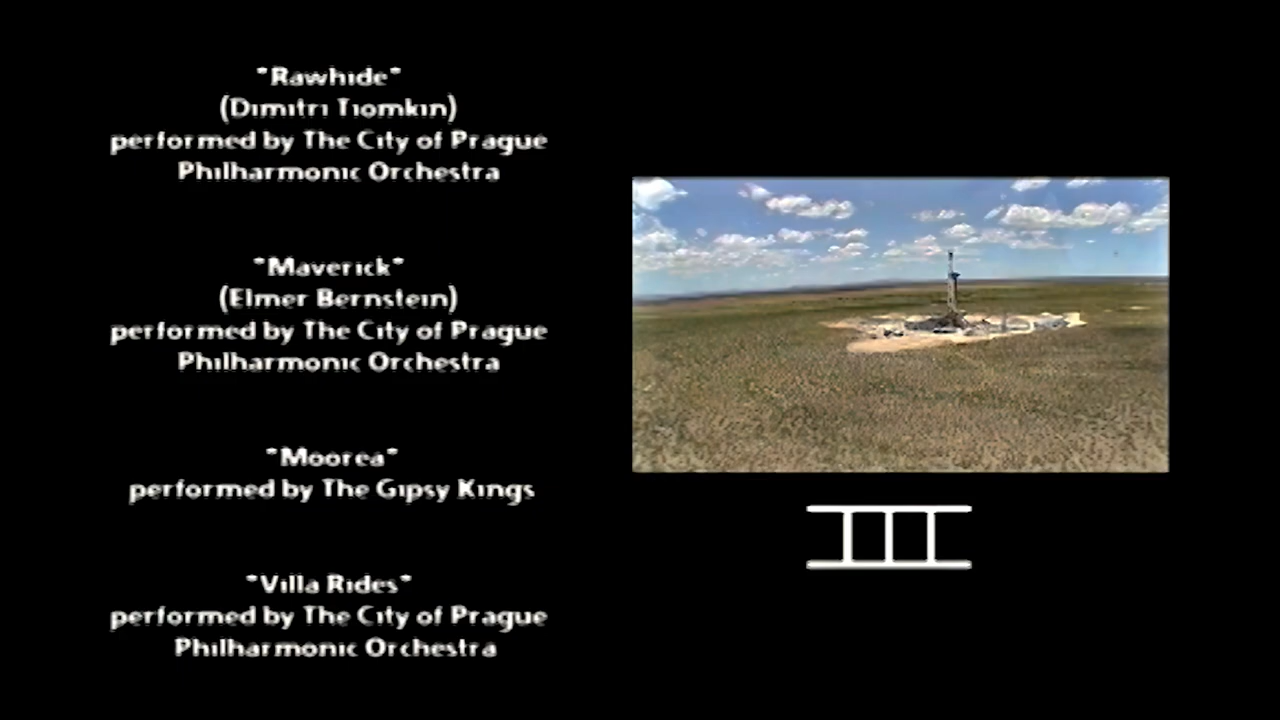 "Rawhide"
(Dimitri Tiomkin)
performed by The City of Prague
Philharmonic Orchestra
"Maverick"
(Elmer Bernstein)
performed by The City of Prague
Philharmonic Orchestra
"Moorea"
performed by The Gipsy Kings
"Villa Rides"
performed by The City of Prague
Philharmonic Orchestra
III